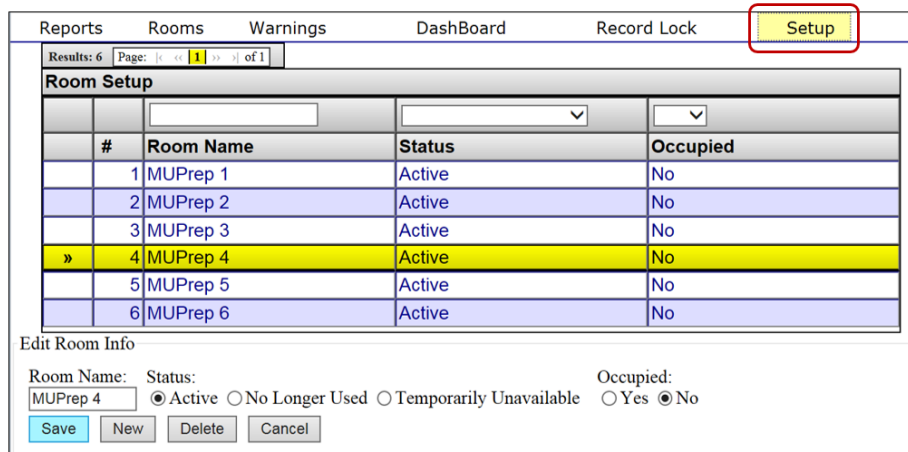 Reports Rooms Warnings DashBoard Record Lock Setup
Results: 6 Page: |< << 1 >> >| of 1
Room Setup
# Room Name Status Occupied
1 MUPrep 1 Active No
2 MUPrep 2 Active No
3 MUPrep 3 Active No
» 4 MUPrep 4 Active No
5 MUPrep 5 Active No
6 MUPrep 6 Active No
Edit Room Info
Room Name: Status: Occupied:
MUPrep 4 Active No Longer Used Temporarily Unavailable Yes No
Save New Delete Cancel